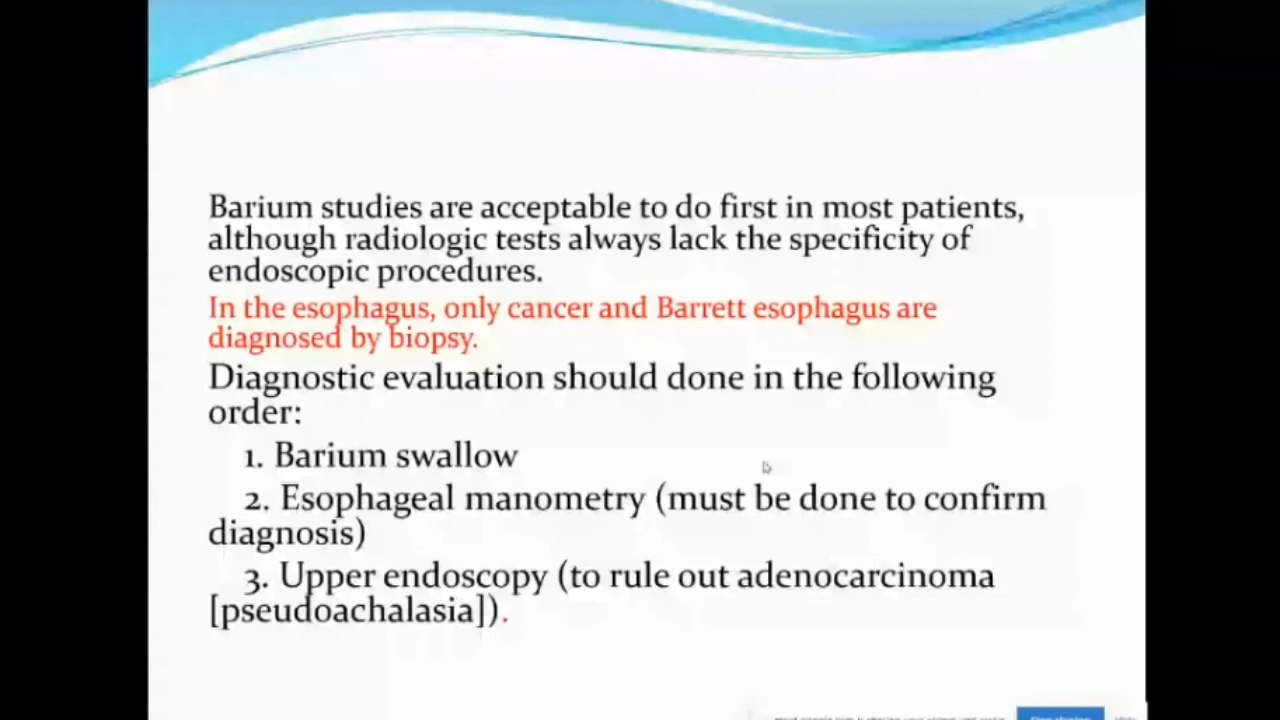 Barium studies are acceptable to do first in most patients,
although radiologic tests always lack the specificity of
endoscopic procedures.
In the esophagus, only cancer and Barrett esophagus are
diagnosed by biopsy.
Diagnostic evaluation should done in the following
order:
1. Barium swallow
2. Esophageal manometry (must be done to confirm
diagnosis)
3. Upper endoscopy (to rule out adenocarcinoma
[pseudoachalasia]).